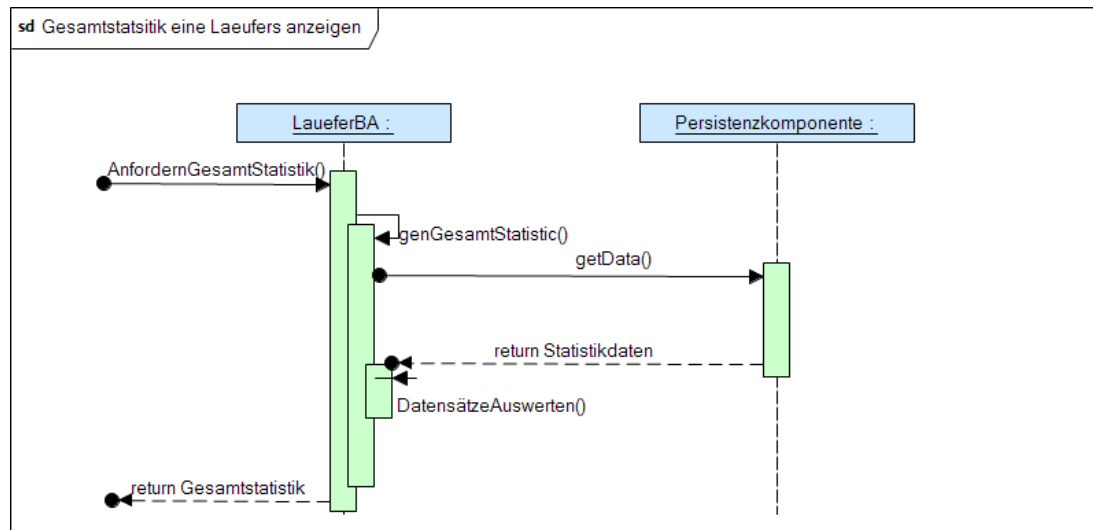 sd Gesamtstatsitik eine Laeufers anzeigen
LaueferBA :
Persistenzkomponente :
AnfordernGesamtStatistik()
genGesamtStatistic()
getData()
return Statistikdaten
DatensätzeAuswerten()
return Gesamtstatistik